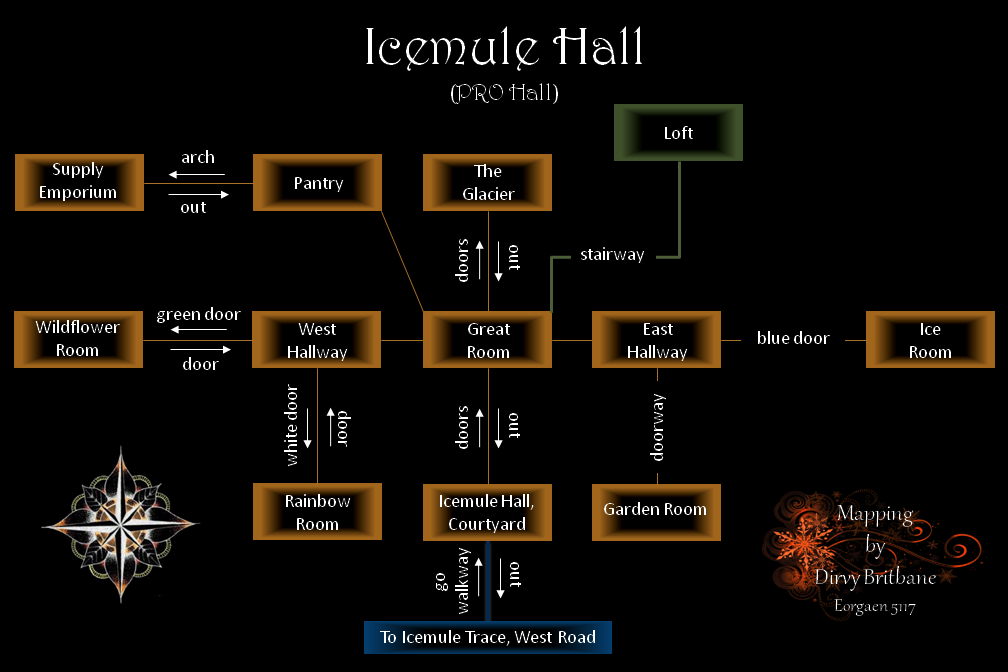 Icemule Hall
(PRO Hall)
Loft
Supply
Emporium
arch
out
Pantry
The
Glacier
doors
out
stairway
Wildflower
Room
green door
door
West
Hallway
Great
Room
East
Hallway
blue door
Ice
Room
white door
door
doors
out
doorway
Rainbow
Room
Icemule Hall,
Courtyard
Garden Room
go
walkway
out
To Icemule Trace, West Road
Mapping
by
Dirvy Britbane
Eorgaen 5117